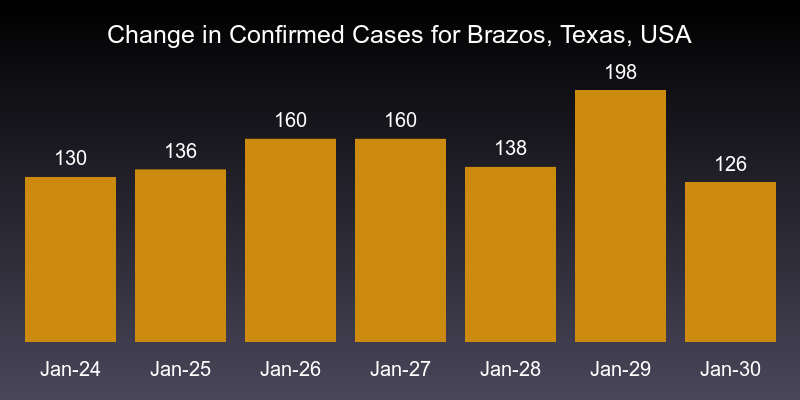 Change in Confirmed Cases for Brazos, Texas, USA
198
160 160
130 136 138 126
Jan-24 Jan-25 Jan-26 Jan-27 Jan-28 Jan-29 Jan-30